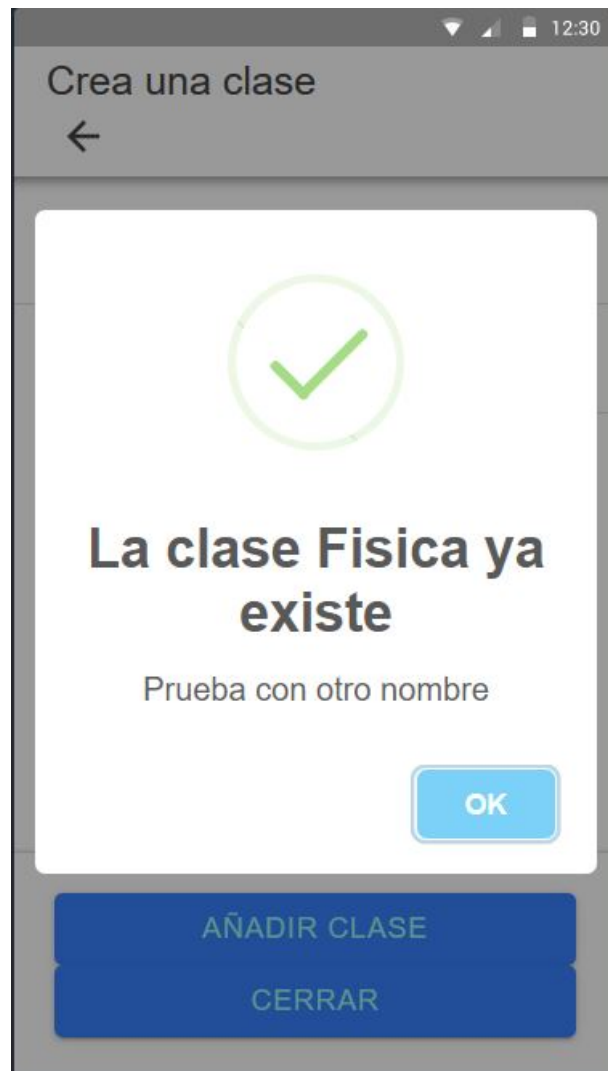 12:30
Crea una clase
La clase Fisica ya
existe
Prueba con otro nombre
OK
AÑADIR CLASE
CERRAR